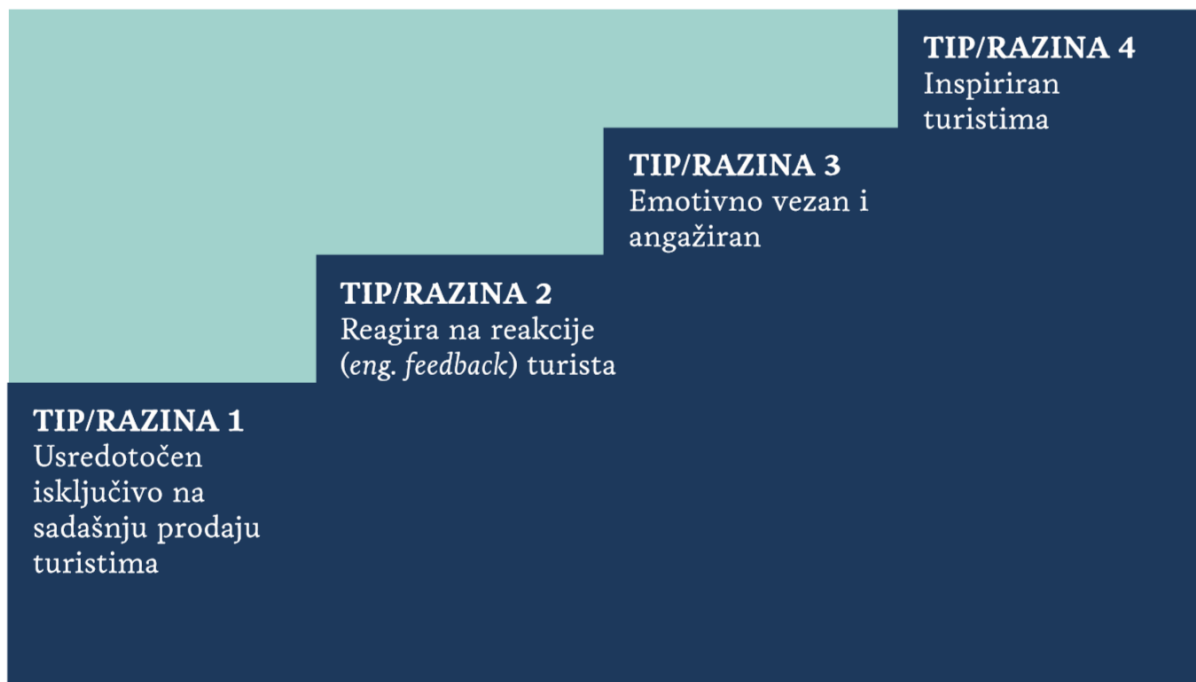 TIP/RAZINA 4
Inspiriran
turistima
TIP/RAZINA 3
Emotivno vezan i
angažiran
TIP/RAZINA 2
Reagira na reakcije
(eng. feedback) turista
TIP/RAZINA 1
Usredotočen
isključivo na
sadašnju prodaju
turistima